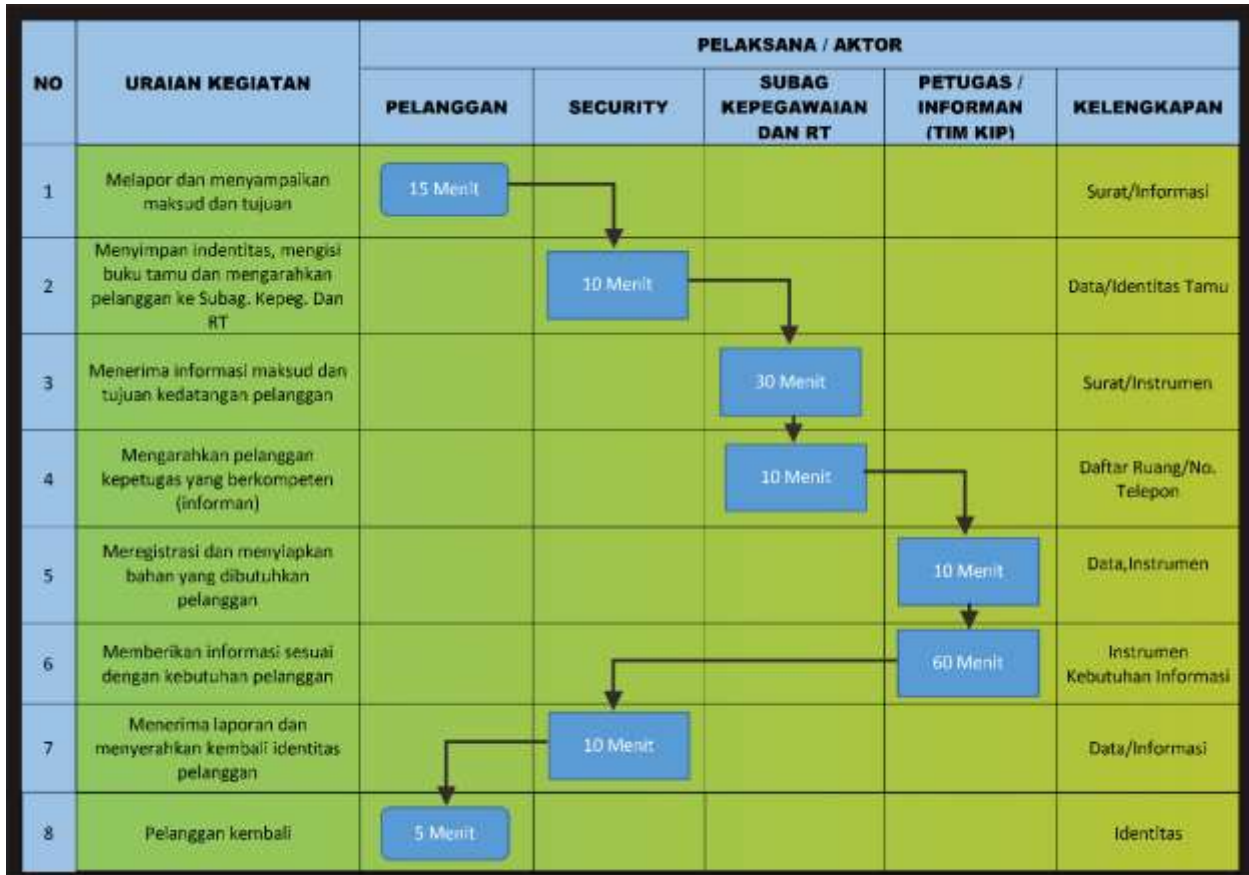 NO
URAIAN KEGIATAN
PELAKSANA / AKTOR
PELANGGAN
SECURITY
SUBAG
KEPEGAWAIAN
DAN RT
PETUGAS /
INFORMAN
(TIM KIP)
KELENGKAPAN
1
Melapor dan menyampaikan
maksud dan tujuan
15 Menit
Surat/Informasi
2
Menyimpan indentitas, mengisi
buku tamu dan mengarahkan
pelanggan ke Subag. Kepeg. Dan
RT
10 Menit
Data/Identitas Tamu
3
Menerima informasi maksud dan
tujuan kedatangan pelanggan
30 Menit
Surat/Instrumen
4
Mengarahkan pelanggan
kepetugas yang berkompeten
(informan)
10 Menit
Daftar Ruang/No.
Telepon
5
Meregistrasi dan menyiapkan
bahan yang dibutuhkan
pelanggan
10 Menit
Data,Instrumen
6
Memberikan informasi sesuai
dengan kebutuhan pelanggan
60 Menit
Instrumen
Kebutuhan Informasi
7
Menerima laporan dan
menyerahkan kembali identitas
pelanggan
10 Menit
Data/Informasi
8
Pelanggan kembali
5 Menit
Identitas